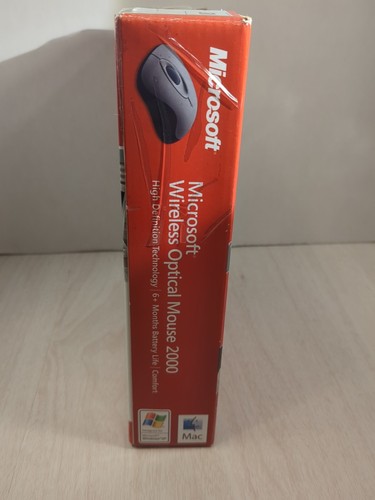 Microsoft
Microsoft
Wireless Optical Mouse 2000
High Definition Technology | 6+ Months Battery Life | Comfort
Mac